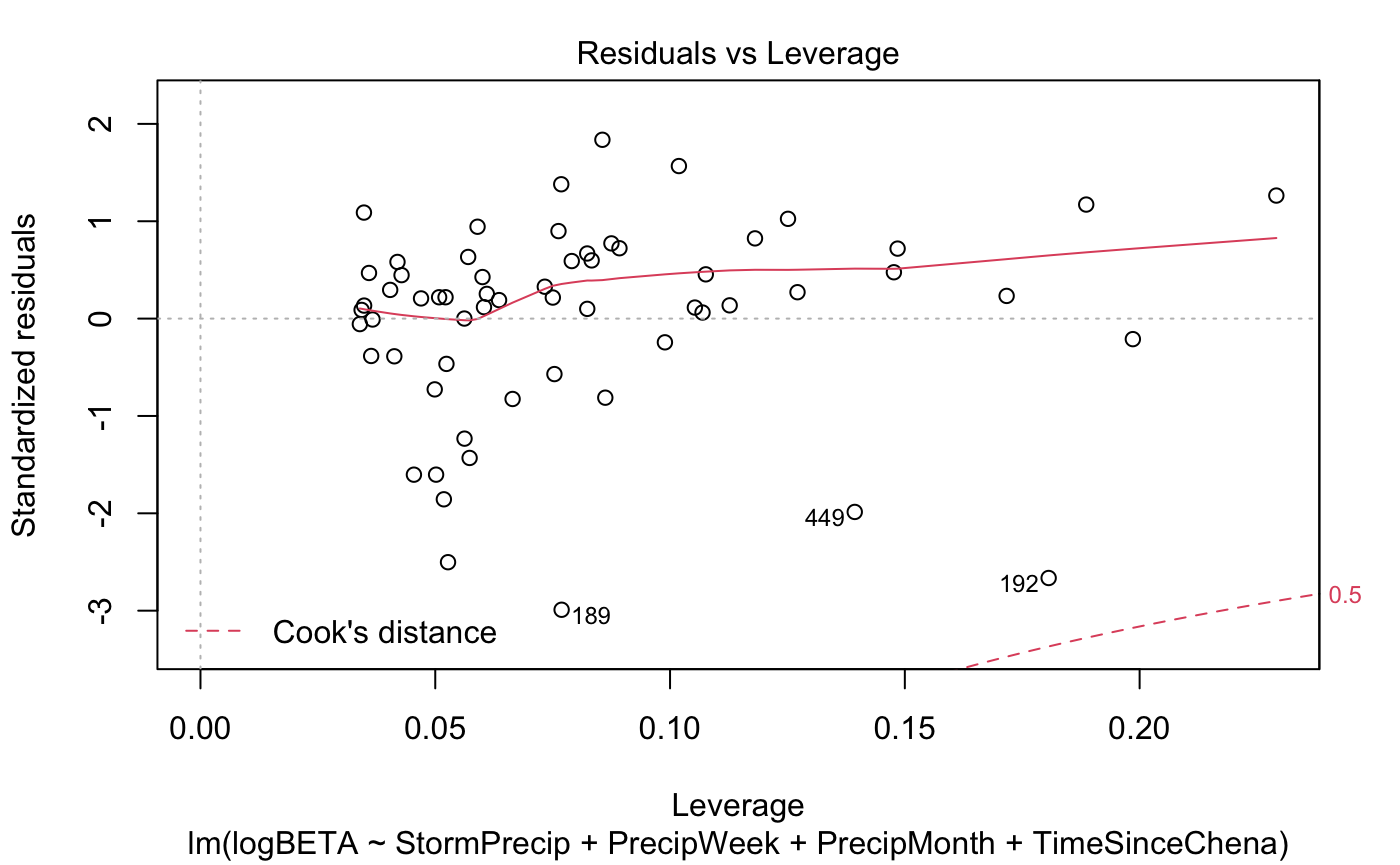 Residuals vs Leverage
Standardized residuals
2
1
0
-1
-2
-3
449
192
189
0.5
Cook's distance
0.00 0.05 0.10 0.15 0.20
Leverage
lm(logBETA ~ StormPrecip + PrecipWeek + PrecipMonth + TimeSinceChena)